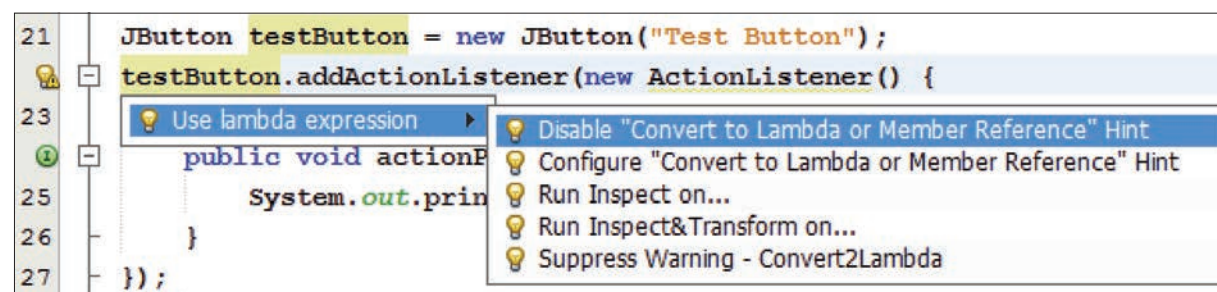 21 JButton testButton = new JButton("Test Button");
testButton.addActionListener(new ActionListener() {
23 Use lambda expression
Disable "Convert to Lambda or Member Reference" Hint
public void actionP
Configure "Convert to Lambda or Member Reference" Hint
25 System.out.prin
Run Inspect on...
Run Inspect&Transform on...
26 }
Suppress Warning - Convert2Lambda
27 });